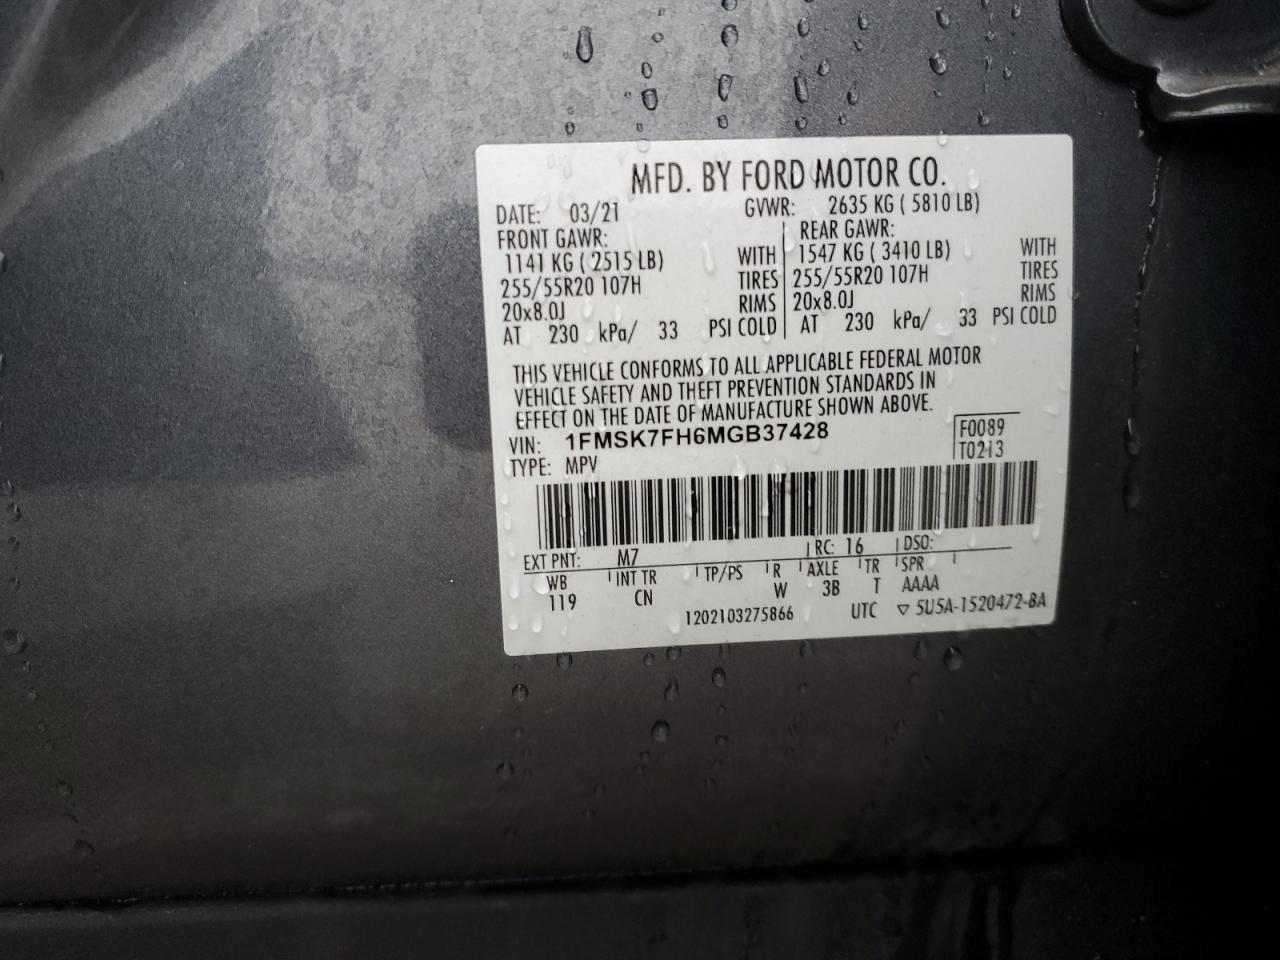 MFD. BY FORD MOTOR CO.
DATE: 03/21 GVWR: 2635 KG ( 5810 LB)
FRONT GAWR: REAR GAWR:
1141 KG ( 2515 LB) WITH 1547 KG ( 3410 LB) WITH
255/55R20 107H TIRES 255/55R20 107H TIRES
20x8.0J RIMS 20x8.0J RIMS
AT 230 kPa/ 33 PSI COLD AT 230 kPa/ 33 PSI COLD
THIS VEHICLE CONFORMS TO ALL APPLICABLE FEDERAL MOTOR
VEHICLE SAFETY AND THEFT PREVENTION STANDARDS IN
EFFECT ON THE DATE OF MANUFACTURE SHOWN ABOVE.
VIN: 1FMSK7FH6MGB37428 F0089
TYPE: MPV T0213
EXT PNT: M7 RC: 16 DSO:
WB INT TR TP/PS R AXLE TR SPR
119 CN W 3B T AAAA
1202103275866 UTC ▽ 5U5A-1520472-BA